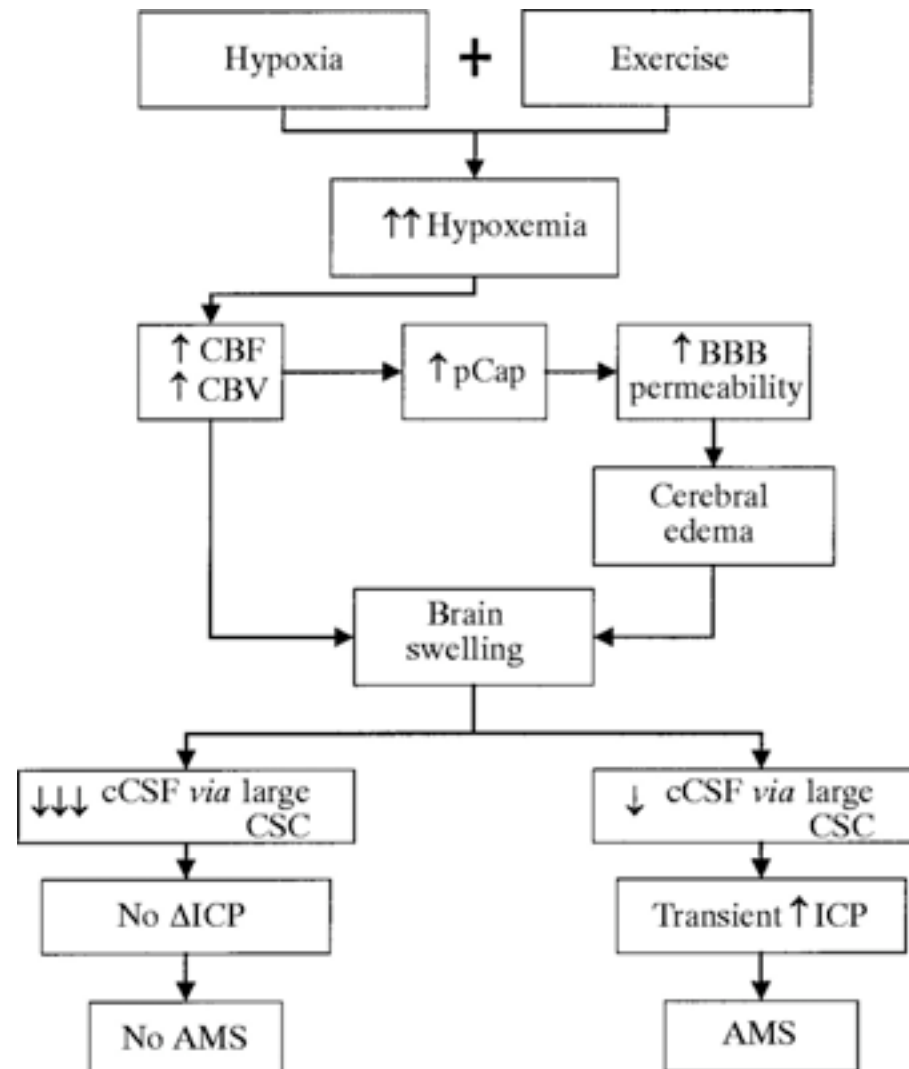 Hypoxia + Exercise
↑↑ Hypoxemia
↑ CBF
↑ CBV
↑ pCap
↑ BBB
permeability
Cerebral
edema
Brain
swelling
↓↓↓ cCSF via large
CSC
↓ cCSF via large
CSC
No ΔICP
Transient ↑ ICP
No AMS
AMS